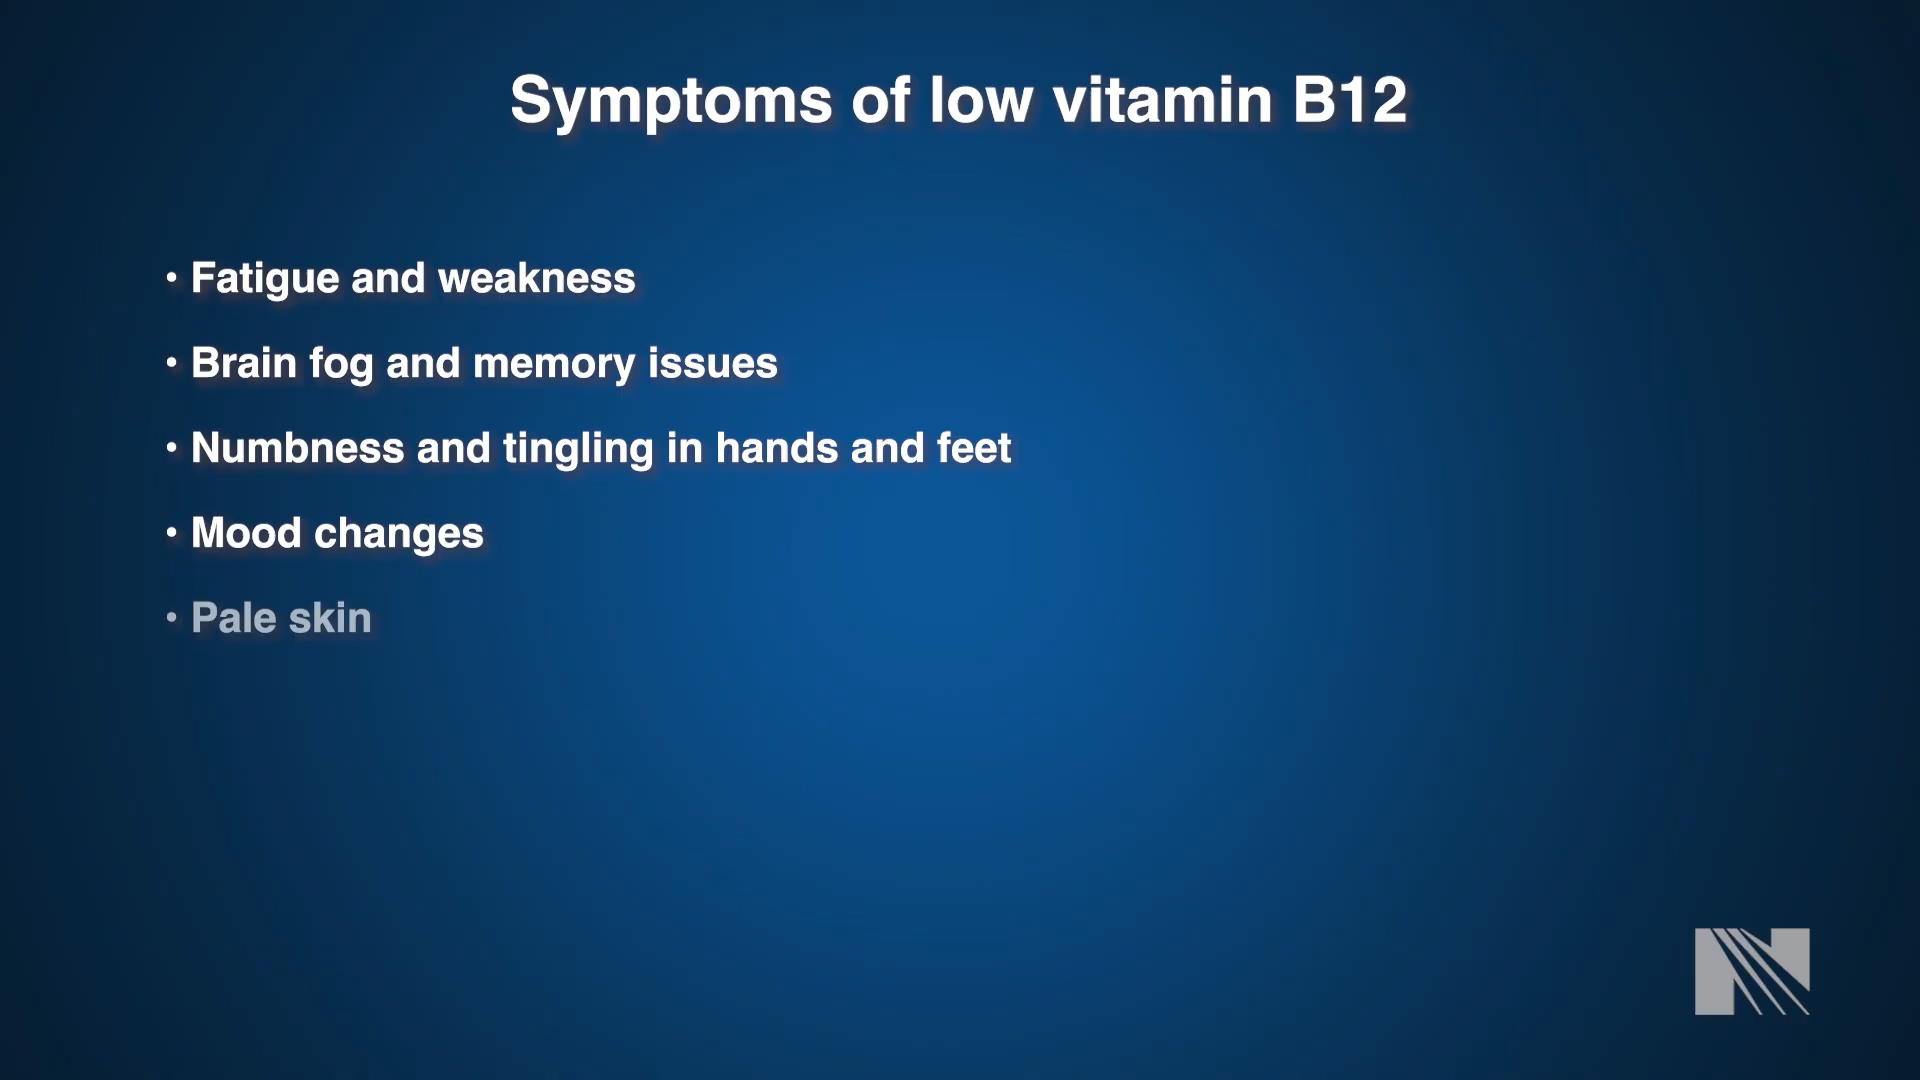 Symptoms of low vitamin B12
• Fatigue and weakness
• Brain fog and memory issues
• Numbness and tingling in hands and feet
• Mood changes
• Pale skin